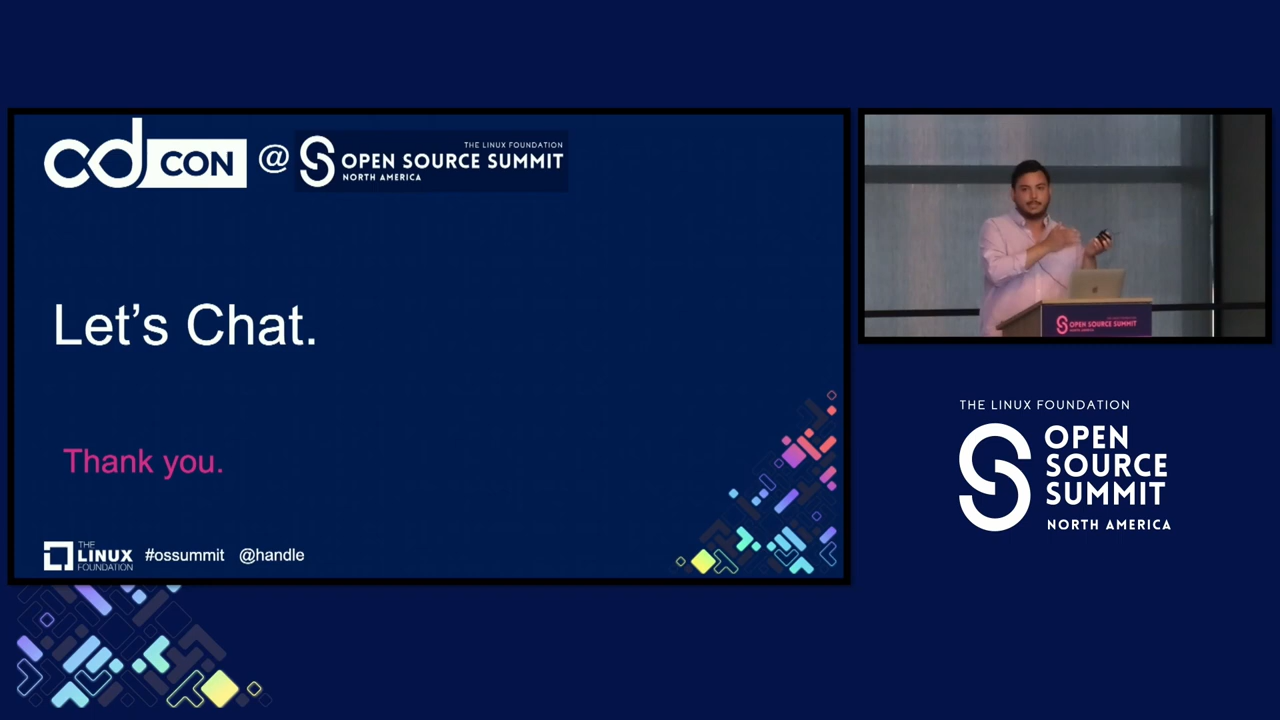 cd CON @ THE LINUX FOUNDATION
OPEN SOURCE SUMMIT
NORTH AMERICA
Let's Chat.
Thank you.
THE
LINUX
FOUNDATION
#ossummit @handle
OPEN SOURCE SUMMIT
THE LINUX FOUNDATION
OPEN
SOURCE
SUMMIT
NORTH AMERICA